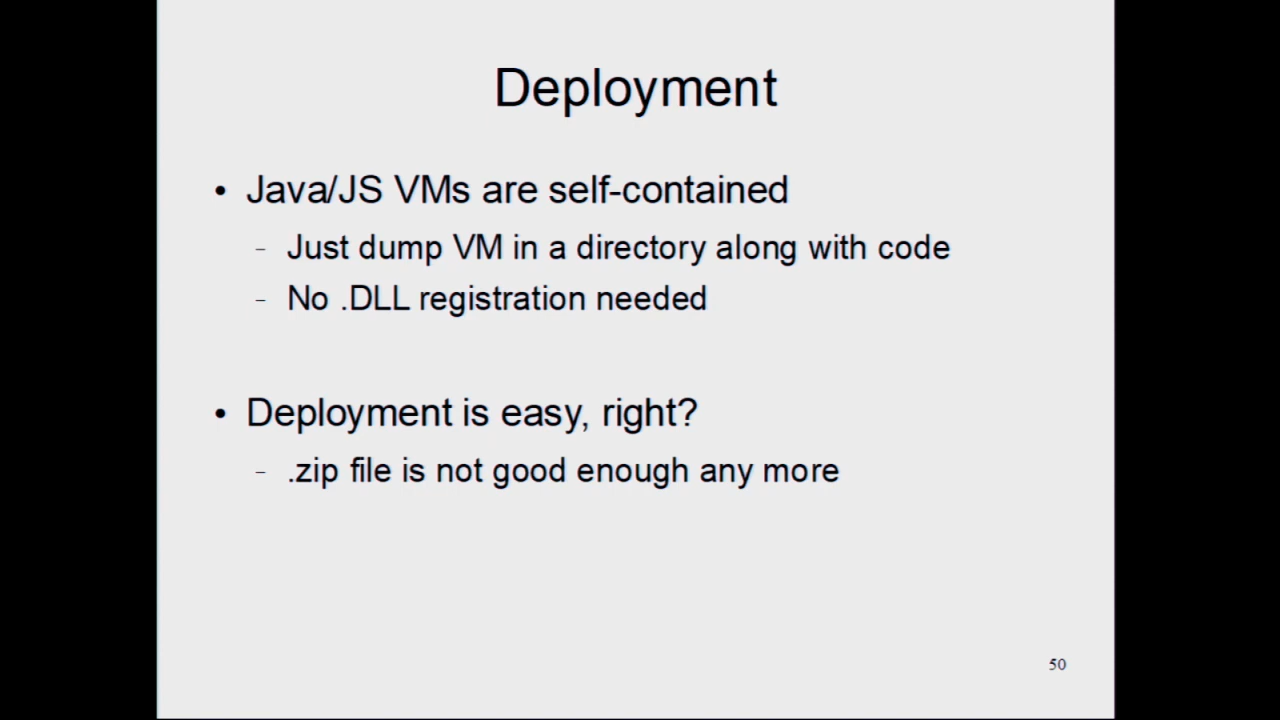 Deployment
• Java/JS VMs are self-contained
– Just dump VM in a directory along with code
– No .DLL registration needed
• Deployment is easy, right?
– .zip file is not good enough any more
50